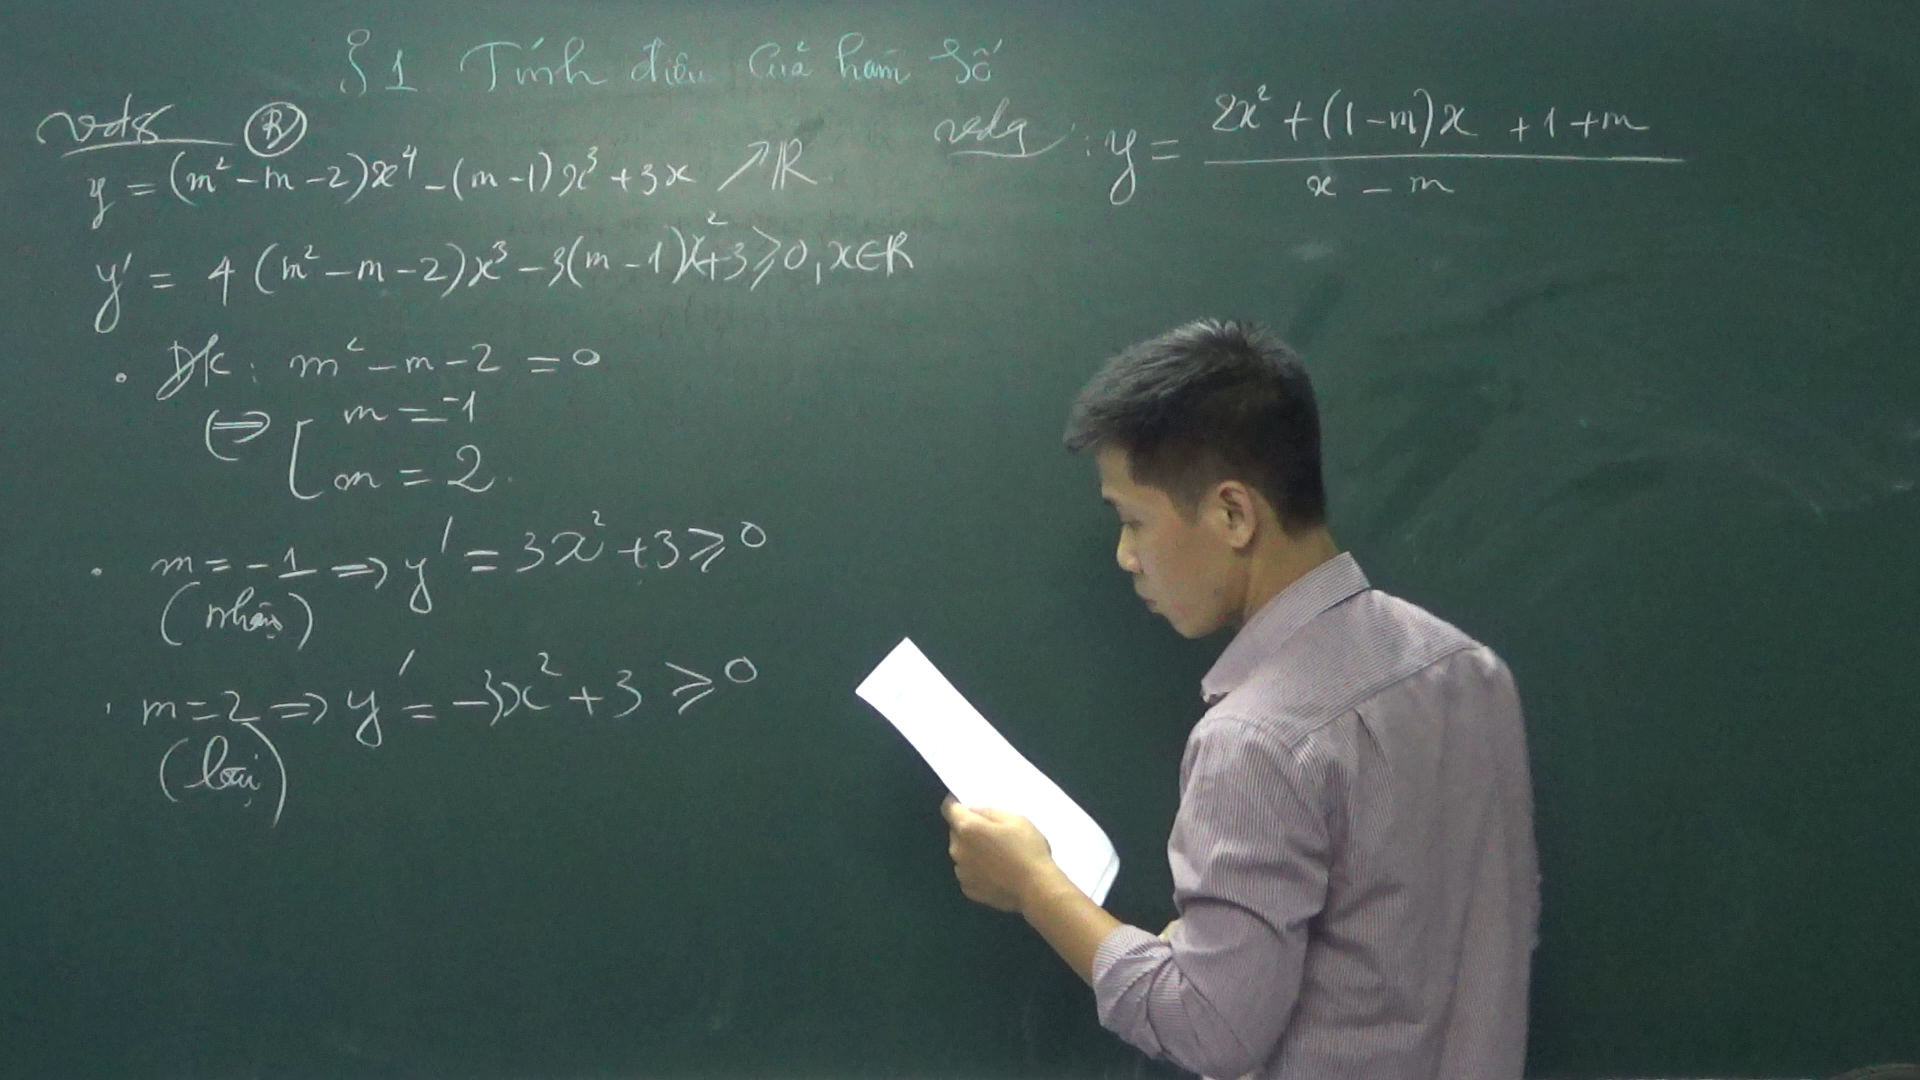 §1 Tính điệu của hàm số
vd8 Ⓑ
y = (m² - m - 2)x⁴ - (m - 1)x³ + 3x ↗ R
y' = 4(m² - m - 2)x³ - 3(m - 1)x² + 3 ⩾ 0, x ∈ R
• ĐK: m² - m - 2 = 0
⇔ [ m = -1
m = 2
• m = -1 ⇒ y' = 3x² + 3 ⩾ 0
(nhận)
• m = 2 ⇒ y' = -3x² + 3 ⩾ 0
(loại)
vd9: y = (2x² + (1-m)x + 1 + m) / (x - m)